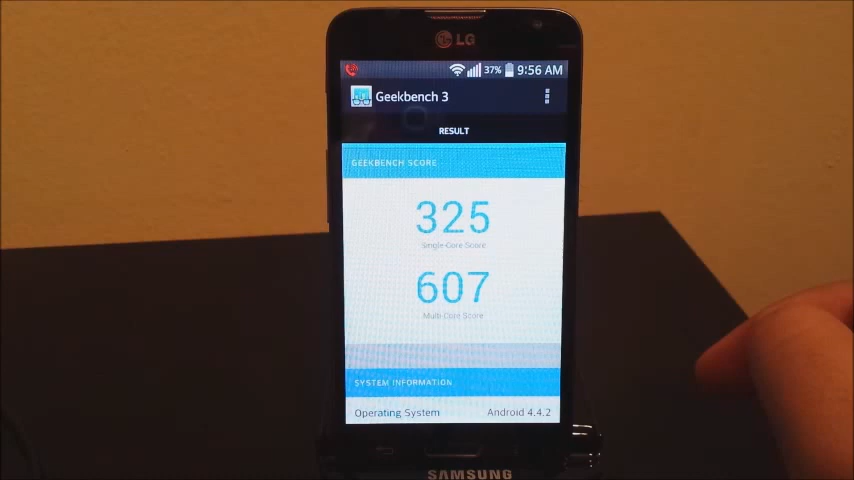 LG
37% 9:56 AM
Geekbench 3
RESULT
GEEKBENCH SCORE
325
Single-Core Score
607
Multi-Core Score
SYSTEM INFORMATION
Operating System Android 4.4.2
SAMSUNG